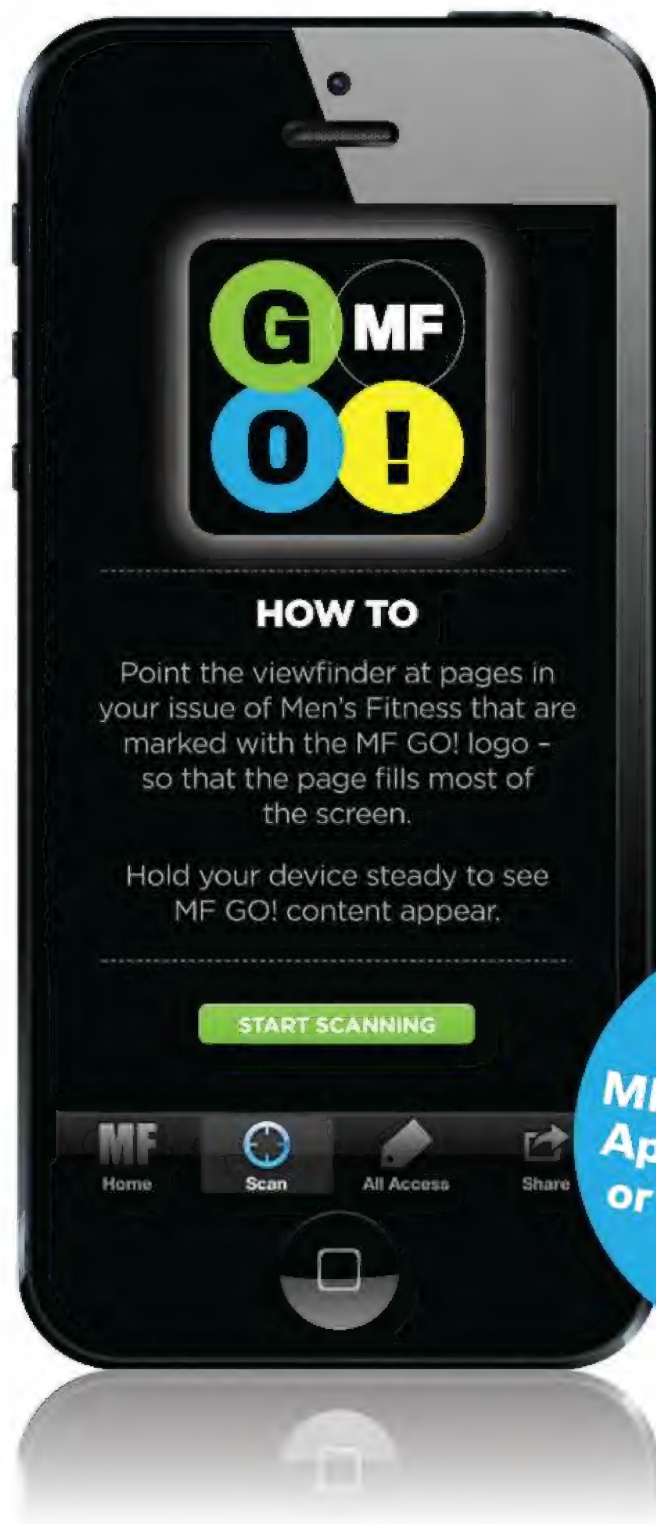 G MF
O !
HOW TO
Point the viewfinder at pages in
your issue of Men's Fitness that are
marked with the MF GO! logo –
so that the page fills most of
the screen.
Hold your device steady to see
MF GO! content appear.
START SCANNING
MF
Home Scan All Access Share
or